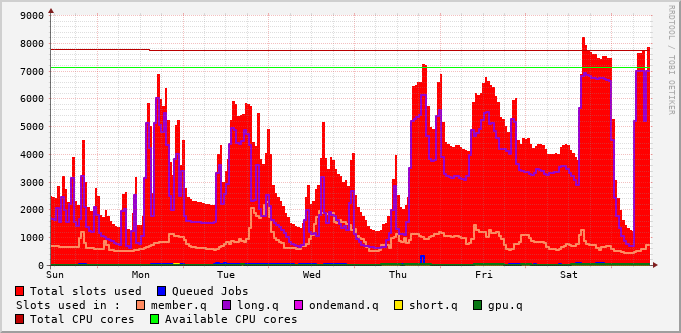 9000
8000
7000
6000
5000
4000
3000
2000
1000
0
Sun Mon Tue Wed Thu Fri Sat
RRDTOOL / TOBI OETIKER
Total slots used Queued Jobs
Slots used in : member.q long.q ondemand.q short.q gpu.q
Total CPU cores Available CPU cores